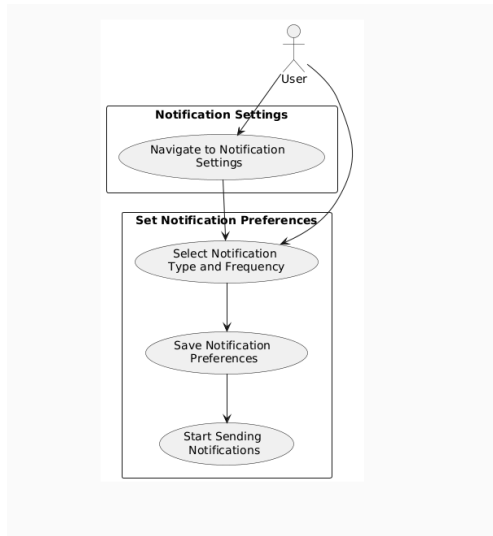 User
Notification Settings
Navigate to Notification
Settings
Set Notification Preferences
Select Notification
Type and Frequency
Save Notification
Preferences
Start Sending
Notifications